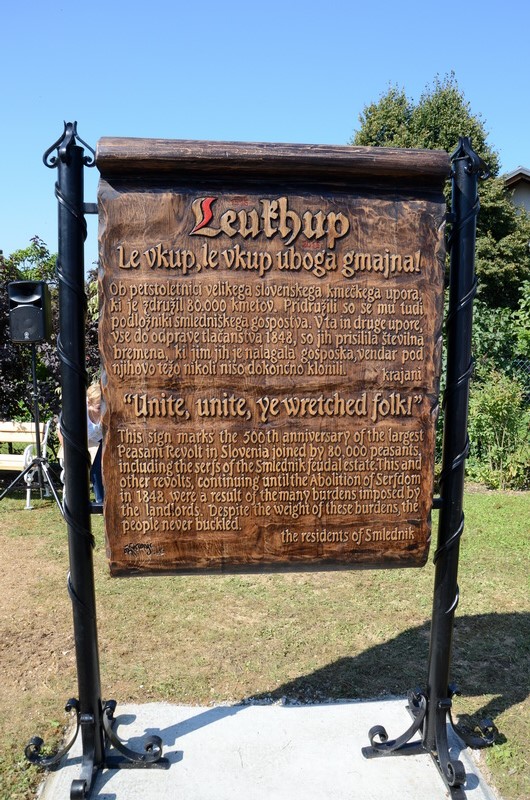 Leukhup
Le vkup, le vkup uboga gmajna!
Ob petstoletnici velikega slovenskega kmečkega upora,
ki je združil 80.000 kmetov. Pridružili so se mu tudi
podložniki smledniškega gospostva. V ta in druge upore,
vse do odprave tlačanstva 1848, so jih prisilila številna
bremena, ki jim jih je nalagala gosposka, vendar pod
njihovo težo nikoli niso dokončno klonili.
krajani
"Unite, unite, ye wretched folk!"
This sign marks the 500th anniversary of the largest
Peasant Revolt in Slovenia joined by 80,000 peasants,
including the serfs of the Smlednik feudal estate. This and
other revolts, continuing until the Abolition of Serfdom
in 1848, were a result of the many burdens imposed by
the landlords. Despite the weight of these burdens, the
people never buckled.
the residents of Smlednik